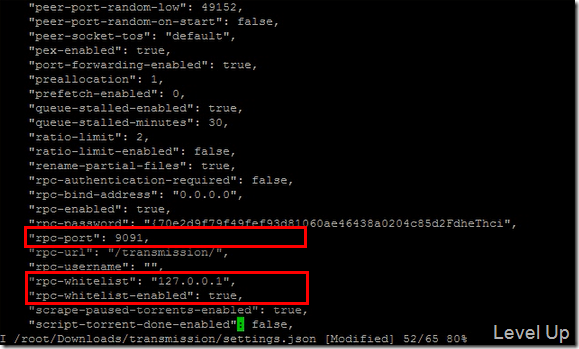 "peer-port-random-low": 49152,
"peer-port-random-on-start": false,
"peer-socket-tos": "default",
"pex-enabled": true,
"port-forwarding-enabled": true,
"preallocation": 1,
"prefetch-enabled": 0,
"queue-stalled-enabled": true,
"queue-stalled-minutes": 30,
"ratio-limit": 2,
"ratio-limit-enabled": false,
"rename-partial-files": true,
"rpc-authentication-required": false,
"rpc-bind-address": "0.0.0.0",
"rpc-enabled": true,
"rpc-password": "{70e2d9f79f49fef93d81060ae46438a0204c85d2FdheThci",
"rpc-port": 9091,
"rpc-url": "/transmission/",
"rpc-username": "",
"rpc-whitelist": "127.0.0.1",
"rpc-whitelist-enabled": true,
"scrape-paused-torrents-enabled": true,
"script-torrent-done-enabled": false,
I /root/Downloads/transmission/settings.json [Modified] 52/65 80%
Level Up